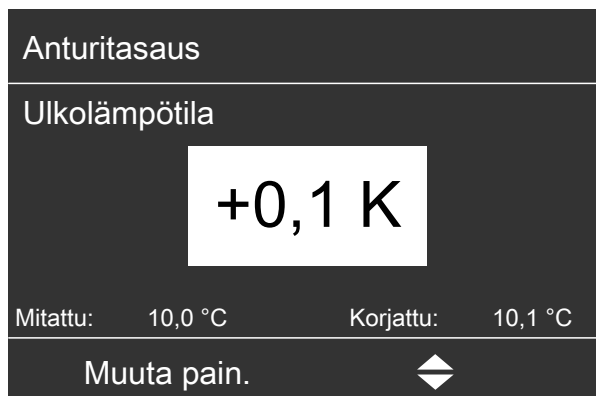 Anturitasaus
Ulkolämpötila
+0,1 K
Mitattu: 10,0 °C Korjattu: 10,1 °C
Muuta pain.